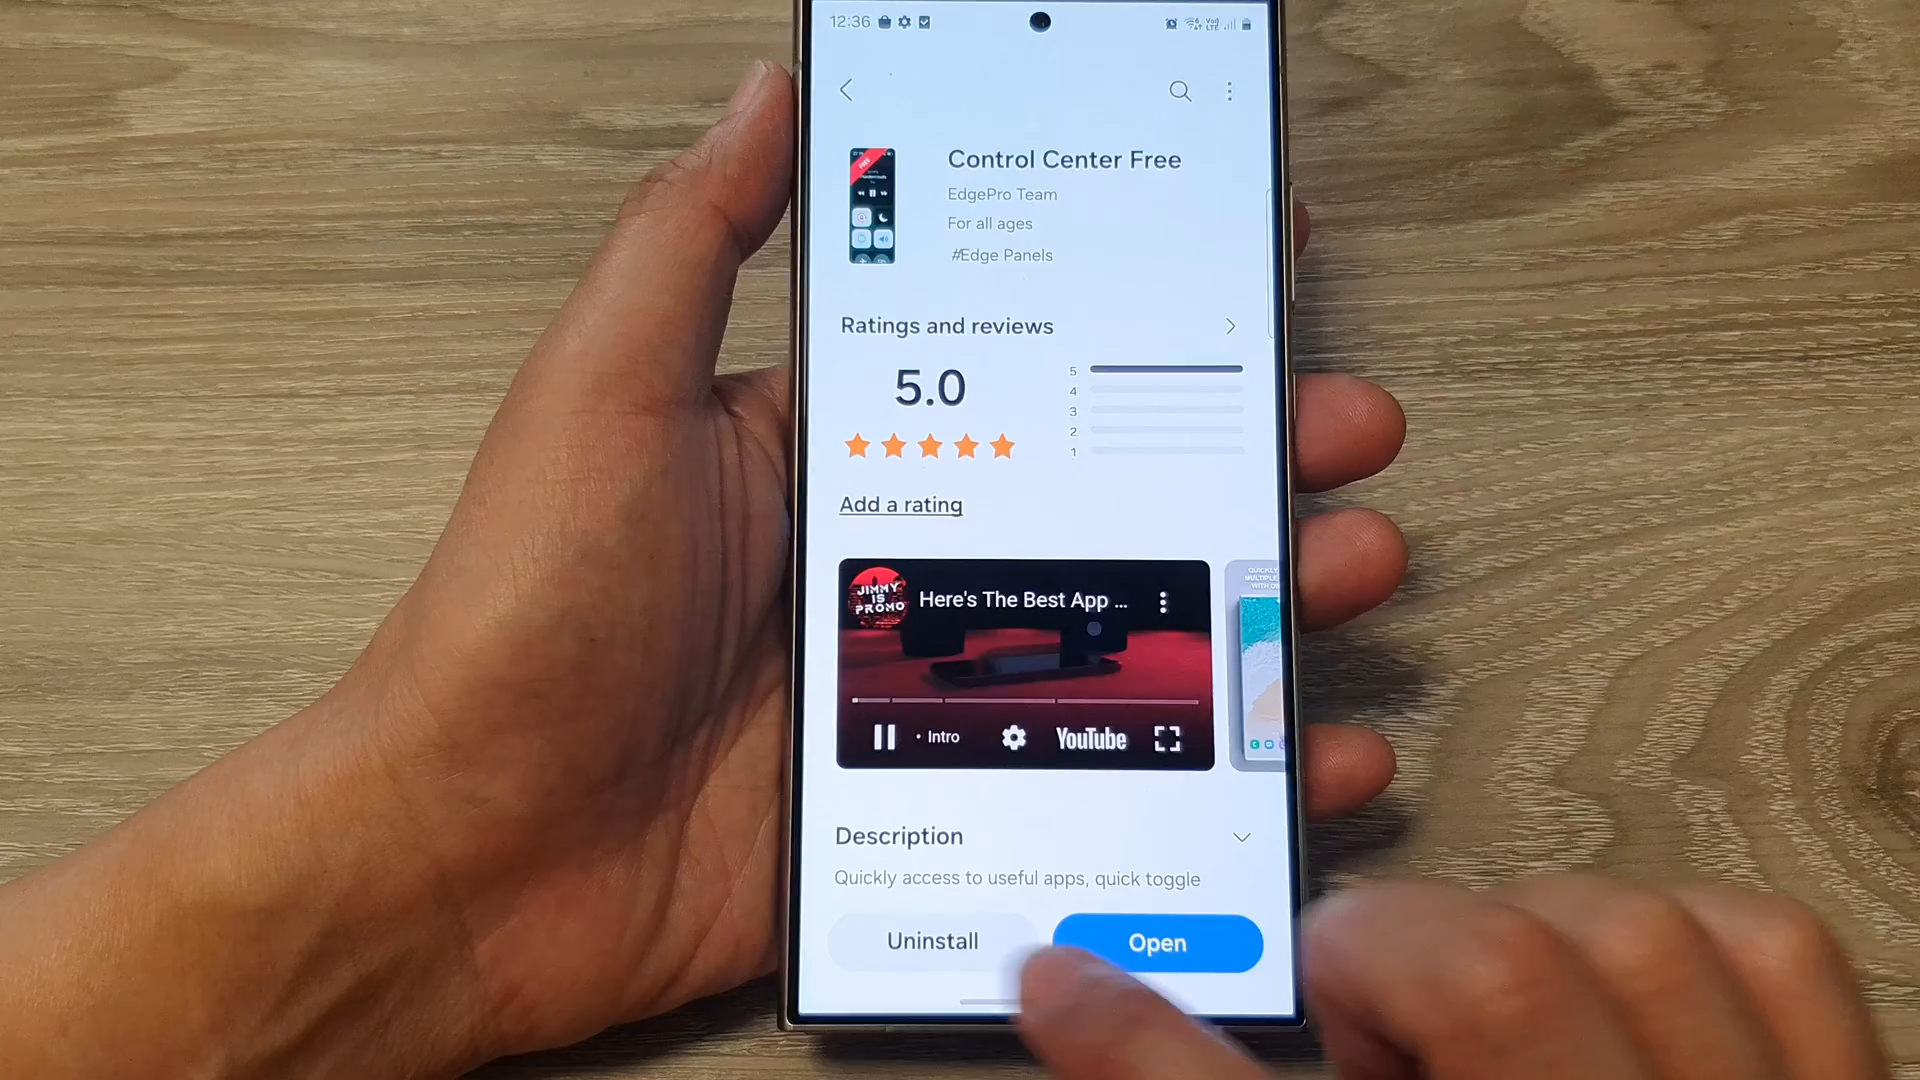 12:36
Control Center Free
EdgePro Team
For all ages
#Edge Panels
Ratings and reviews
5.0
5
4
3
2
1
Add a rating
JIMMY
IS
PROMO
Here's The Best App ...
• Intro
YouTube
QUICKLY
MULTIPLE
Description
Quickly access to useful apps, quick toggle
Uninstall
Open